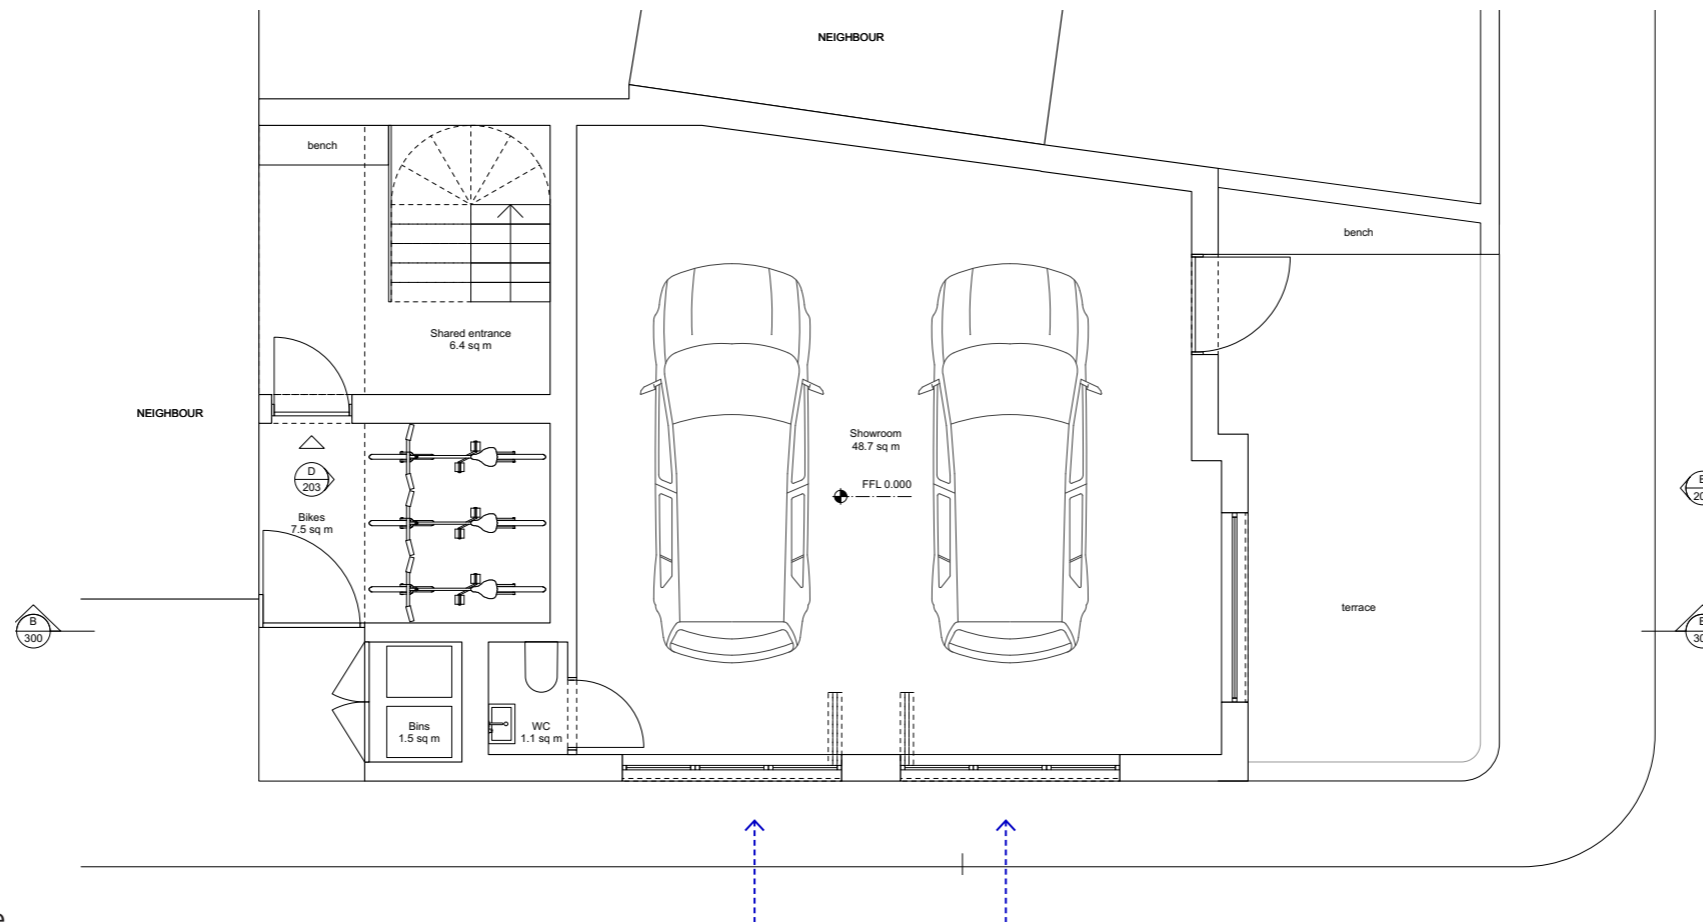 NEIGHBOUR
bench
bench
Shared entrance
6.4 sq m
NEIGHBOUR
Showroom
48.7 sq m
FFL 0.000
D
203
Bikes
7.5 sq m
terrace
B
300
Bins
1.5 sq m
WC
1.1 sq m
e